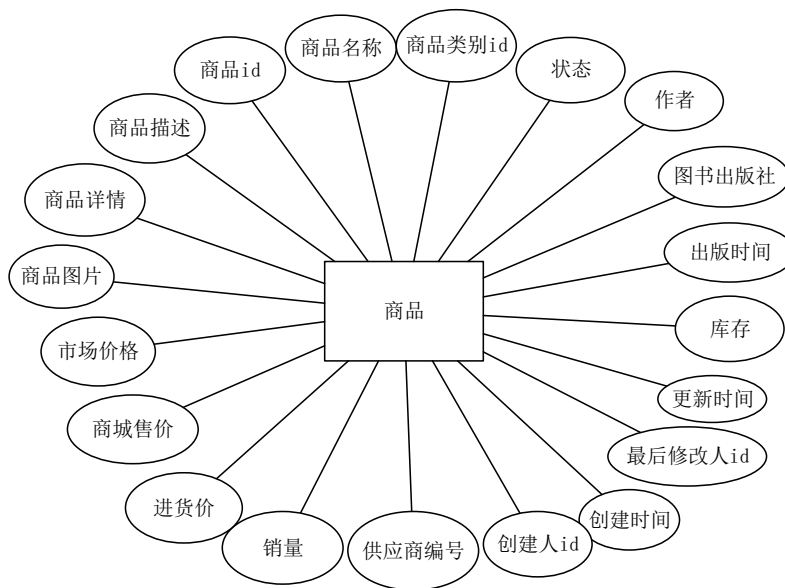 商品名称
商品类别id
商品id
状态
作者
商品描述
图书出版社
商品详情
出版时间
商品图片
商品
库存
市场价格
更新时间
商城售价
最后修改人id
进货价
创建时间
销量
供应商编号
创建人id